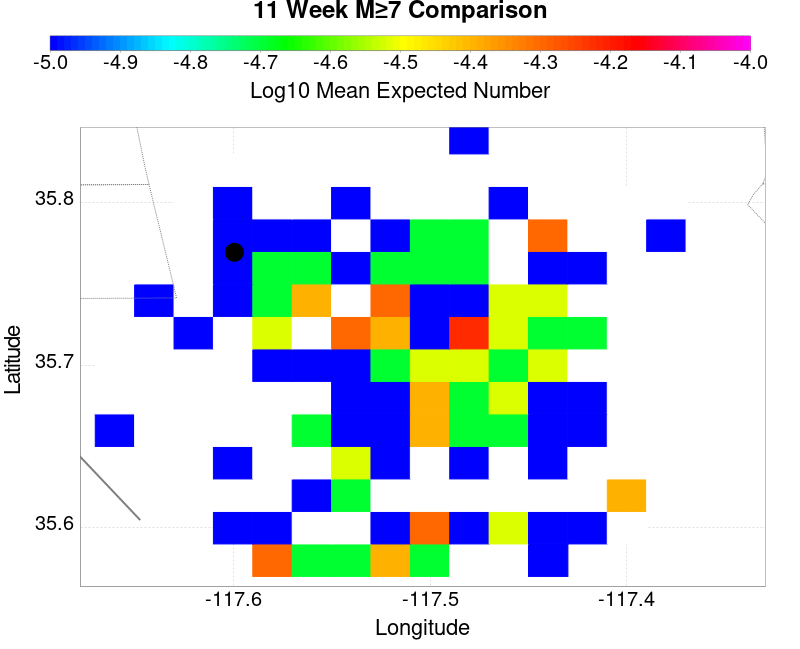 11 Week M≥7 Comparison
-5.0 -4.9 -4.8 -4.7 -4.6 -4.5 -4.4 -4.3 -4.2 -4.1 -4.0
Log10 Mean Expected Number
35.8
35.7
35.6
Latitude
-117.6 -117.5 -117.4
Longitude